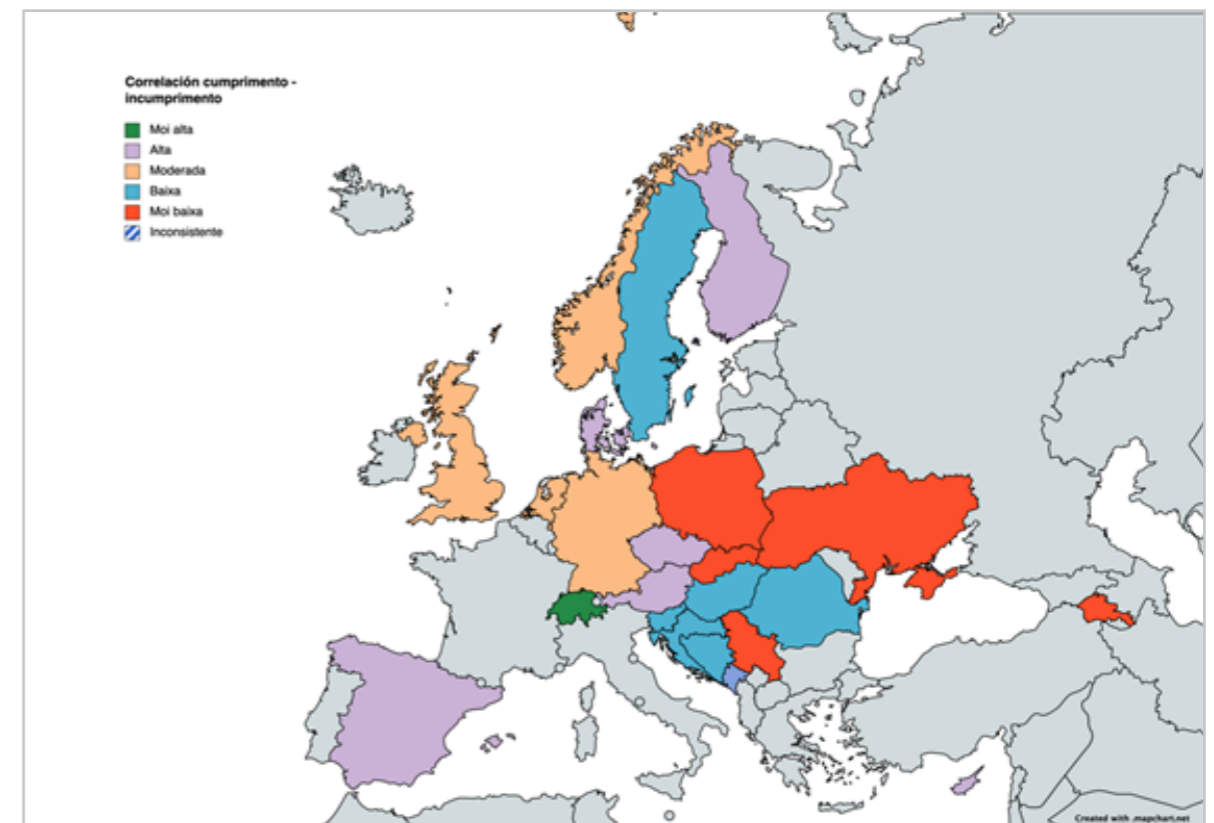 Correlación cumprimento -
incumprimento
Moi alta
Alta
Moderada
Baixa
Moi baixa
Inconsistente
Created with mapchart.net